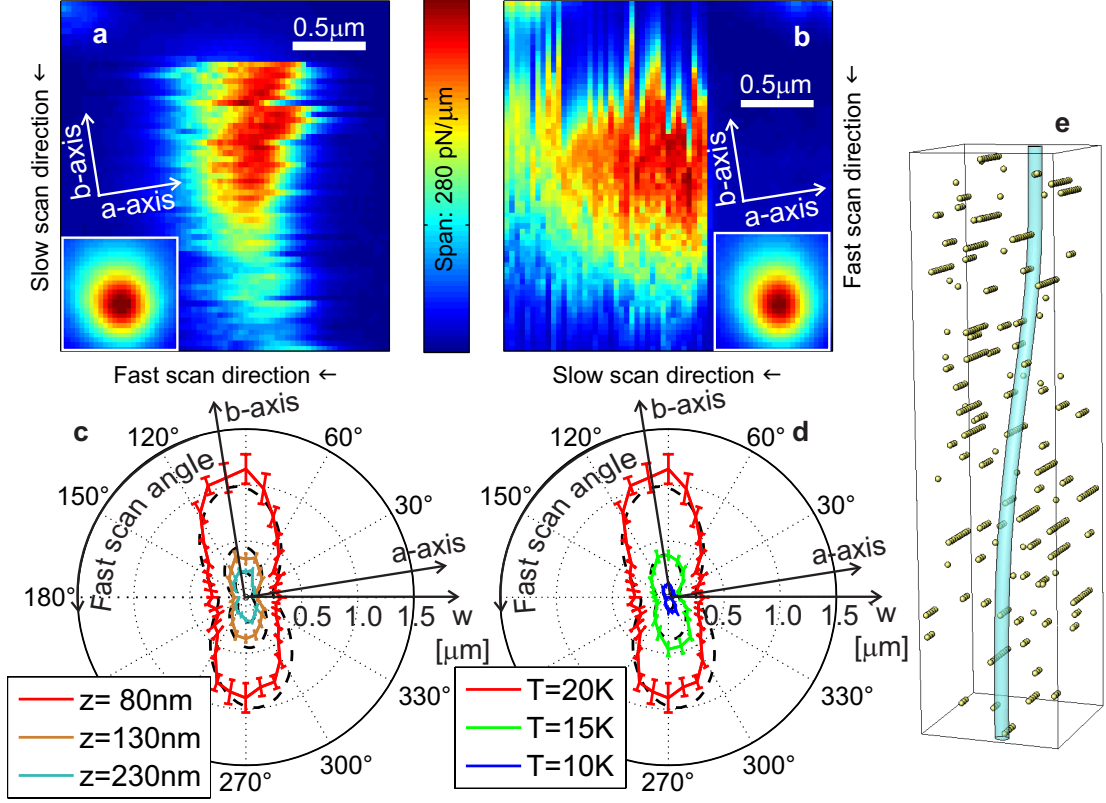 a
0.5μm
b-axis
a-axis
Slow scan direction ←
Fast scan direction ←
Span: 280 pN/μm
b
0.5μm
b-axis
a-axis
Fast scan direction ←
Slow scan direction ←
e
c
b-axis
120°
60°
150°
30°
Fast scan angle
a-axis
180°
0.5
1.0
1.5
w
[μm]
330°
300°
270°
z= 80nm
z=130nm
z=230nm
d
b-axis
120°
60°
150°
30°
Fast scan angle
a-axis
180°
0.5
1.0
1.5
w
[μm]
330°
300°
270°
T=20K
T=15K
T=10K